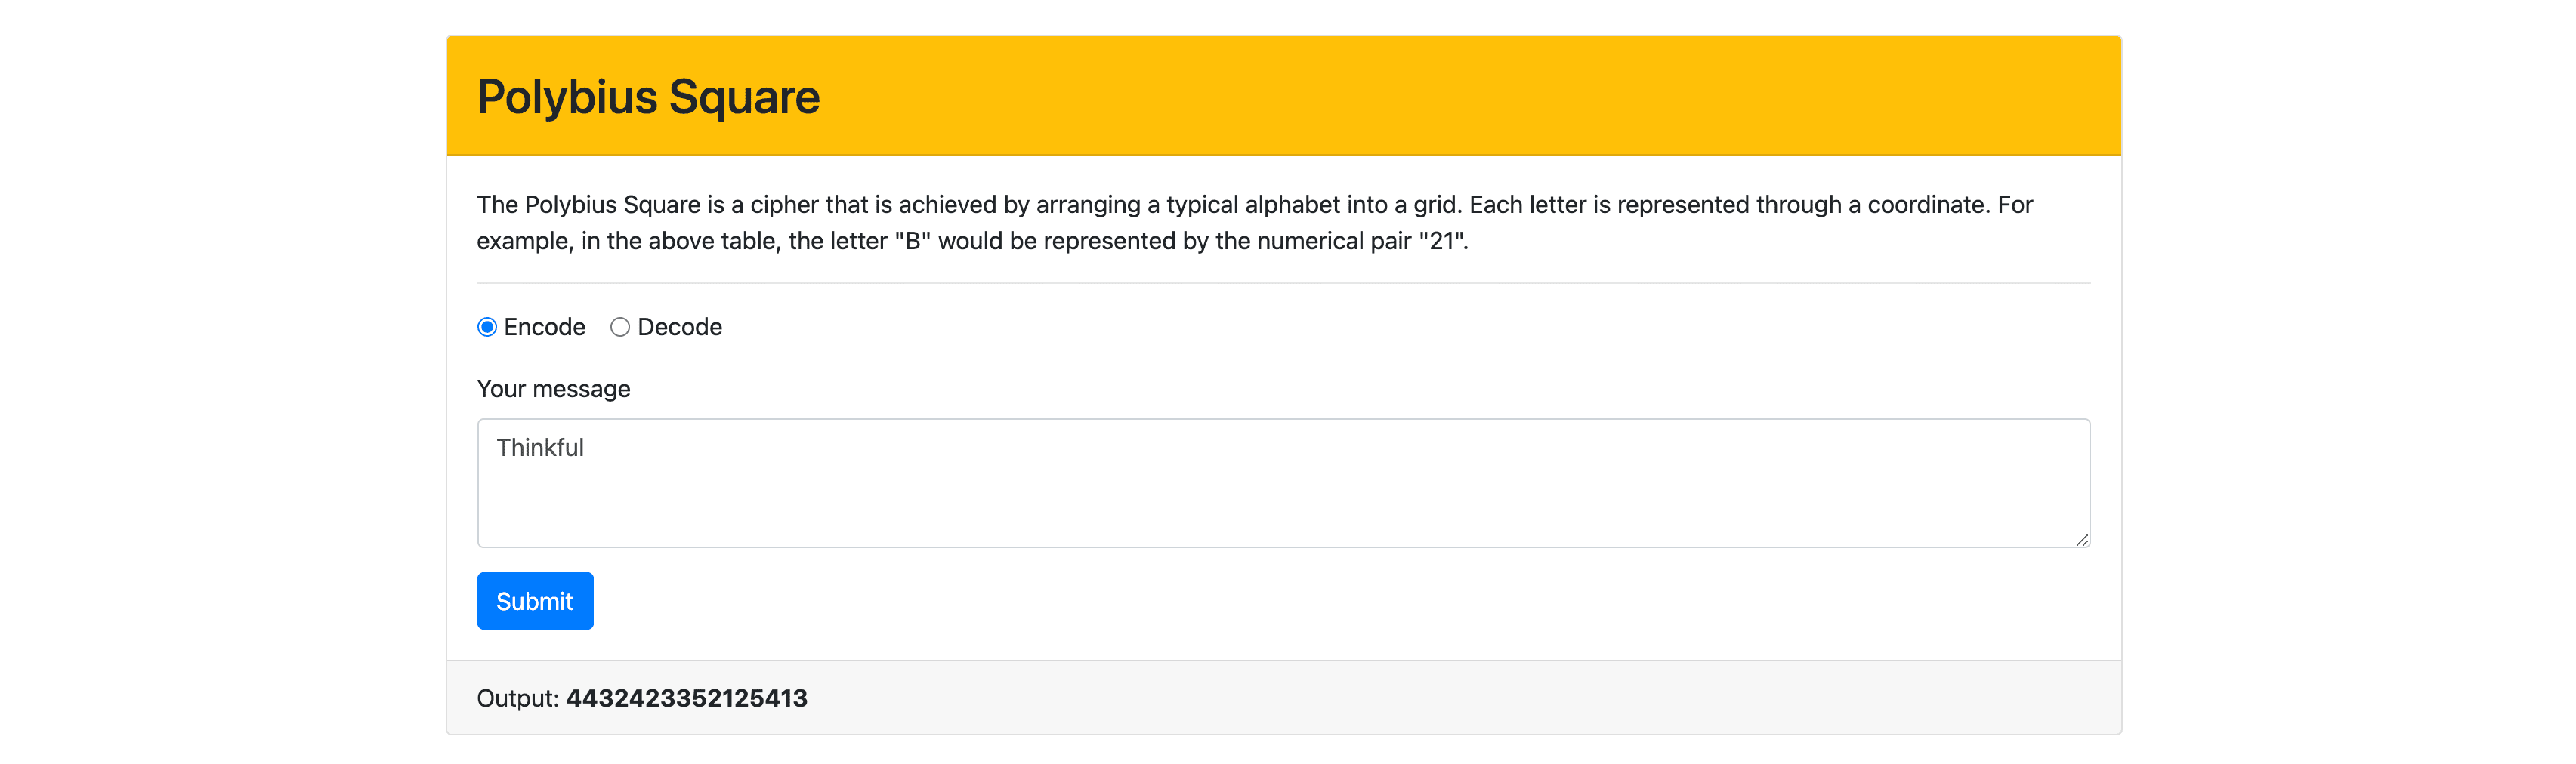 Polybius Square
The Polybius Square is a cipher that is achieved by arranging a typical alphabet into a grid. Each letter is represented through a coordinate. For
example, in the above table, the letter "B" would be represented by the numerical pair "21".
Encode Decode
Your message
Thinkful
Submit
Output: 4432423352125413